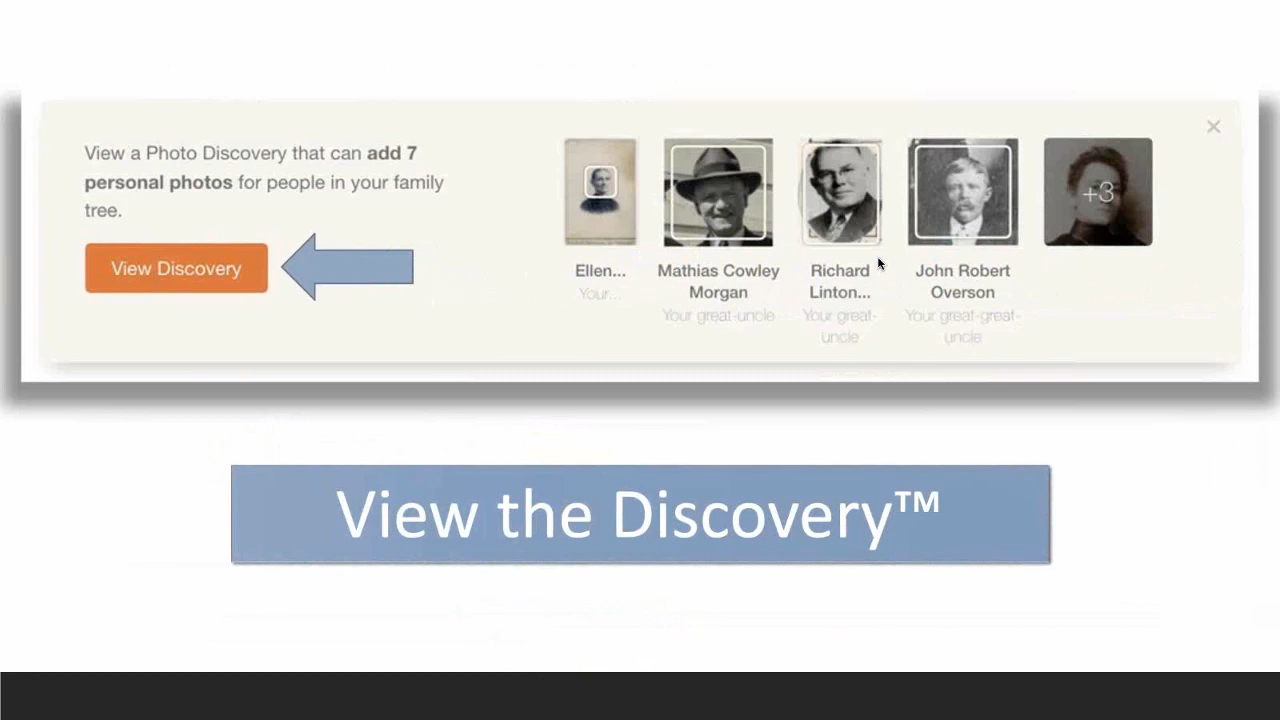 View a Photo Discovery that can add 7
personal photos for people in your family
tree.
View Discovery
+3
Ellen...
Your...
Mathias Cowley
Morgan
Your great-uncle
Richard
Linton...
Your great-
uncle
John Robert
Overson
Your great-great-
uncle
View the Discovery™